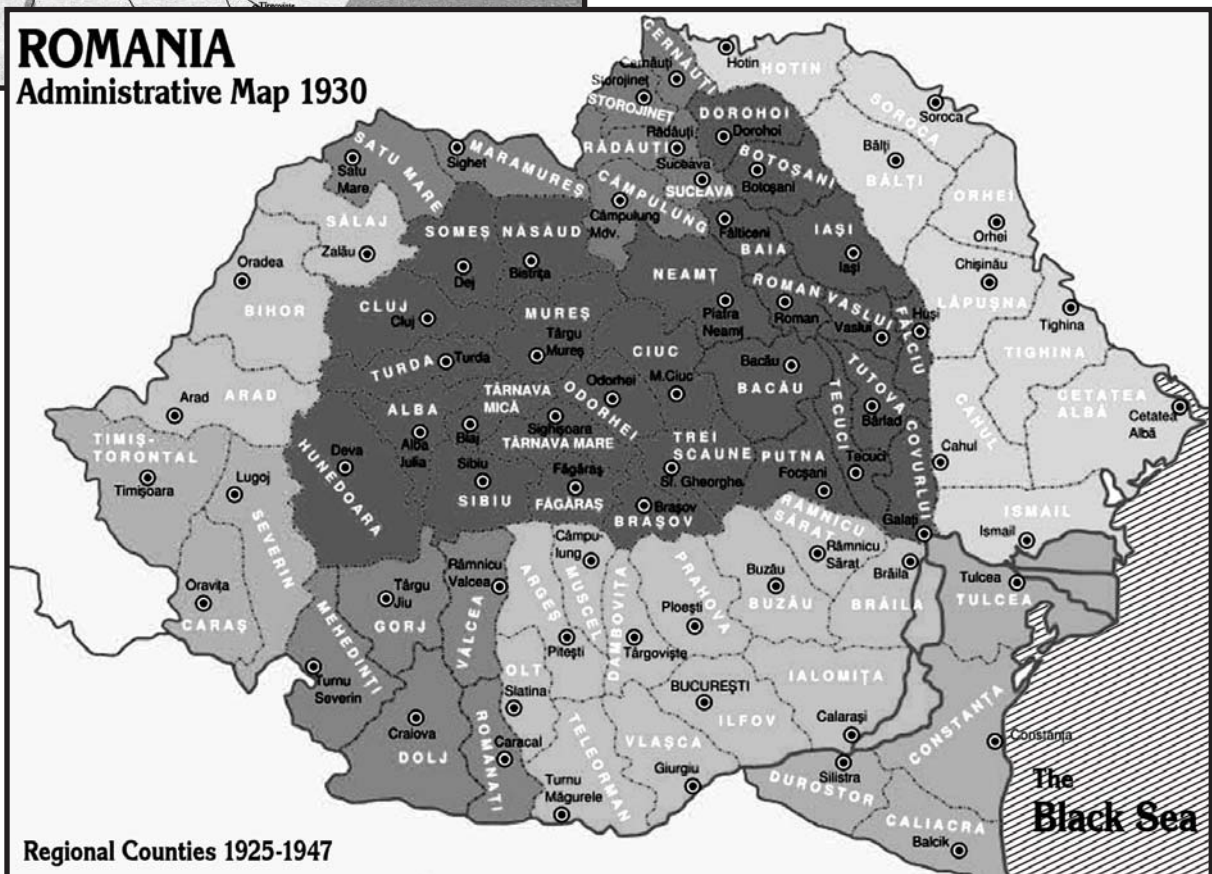 Tîrgoviște
ROMANIA
Administrative Map 1930
CERNĂUȚI
Cernăuți
Hotin
HOTIN
Storojineț
STOROJINEȚ
DOROHOI
Dorohoi
SOROCA
Soroca
SATU MARE
Satu
Mare
Sighet
MARAMUREȘ
Rădăuți
RĂDĂUȚI
Suceava
SUCEAVA
BOTOȘANI
Botoșani
Bălți
BĂLȚI
ORHEI
Orhei
SĂLAJ
Zalău
SOMEȘ
Dej
NĂSĂUD
Bistrița
CÂMPULUNG
Câmpulung
Mdv.
Fălticeni
BAIA
IAȘI
Iași
Chișinău
LĂPUȘNA
Oradea
BIHOR
CLUJ
Cluj
MUREȘ
Târgu
Mureș
NEAMȚ
Piatra
Neamț
ROMAN
Roman
VASLUI
Vaslui
Huși
FĂLCIU
Tighina
TIGHINA
TURDA
Turda
CIUC
M.Ciuc
Bacău
BACĂU
TUTOVA
Bârlad
CETATEA
ALBĂ
Cetatea
Albă
Arad
ARAD
ALBA
Alba
Julia
Blaj
TÂRNAVA
MICĂ
Sighișoara
TÂRNAVA MARE
Odorhei
ODORHEI
TECUCI
Tecuci
CAHUL
Cahul
TIMIȘ-
TORONTAL
Timișoara
Lugoj
SEVERIN
Deva
HUNEDOARA
Sibiu
SIBIU
Făgăraș
FĂGĂRAȘ
TREI
SCAUNE
Sf. Gheorghe
Brașov
BRAȘOV
PUTNA
Focșani
COVURLUI
Galați
ISMAIL
Ismail
Oravița
CARAȘ
MEHEDINȚI
Turnu
Severin
Târgu
Jiu
GORJ
Râmnicu
Valcea
VÂLCEA
ARGEȘ
Pitești
Câmpu-
lung
MUSCEL
DAMBOVIȚA
Târgoviște
PRAHOVA
Ploești
Buzău
BUZĂU
RÂMNICU
SĂRAT
Râmnicu
Sărat
Brăila
BRĂILA
Tulcea
TULCEA
Craiova
DOLJ
ROMANAȚI
Caracal
OLT
Slatina
TELEORMAN
Turnu
Măgurele
VLAȘCA
Giurgiu
BUCUREȘTI
ILFOV
IALOMIȚA
Calarași
CONSTANȚA
Constanța
Silistra
DUROSTOR
CALIACRA
Balcik
The
Black Sea
Regional Counties 1925-1947